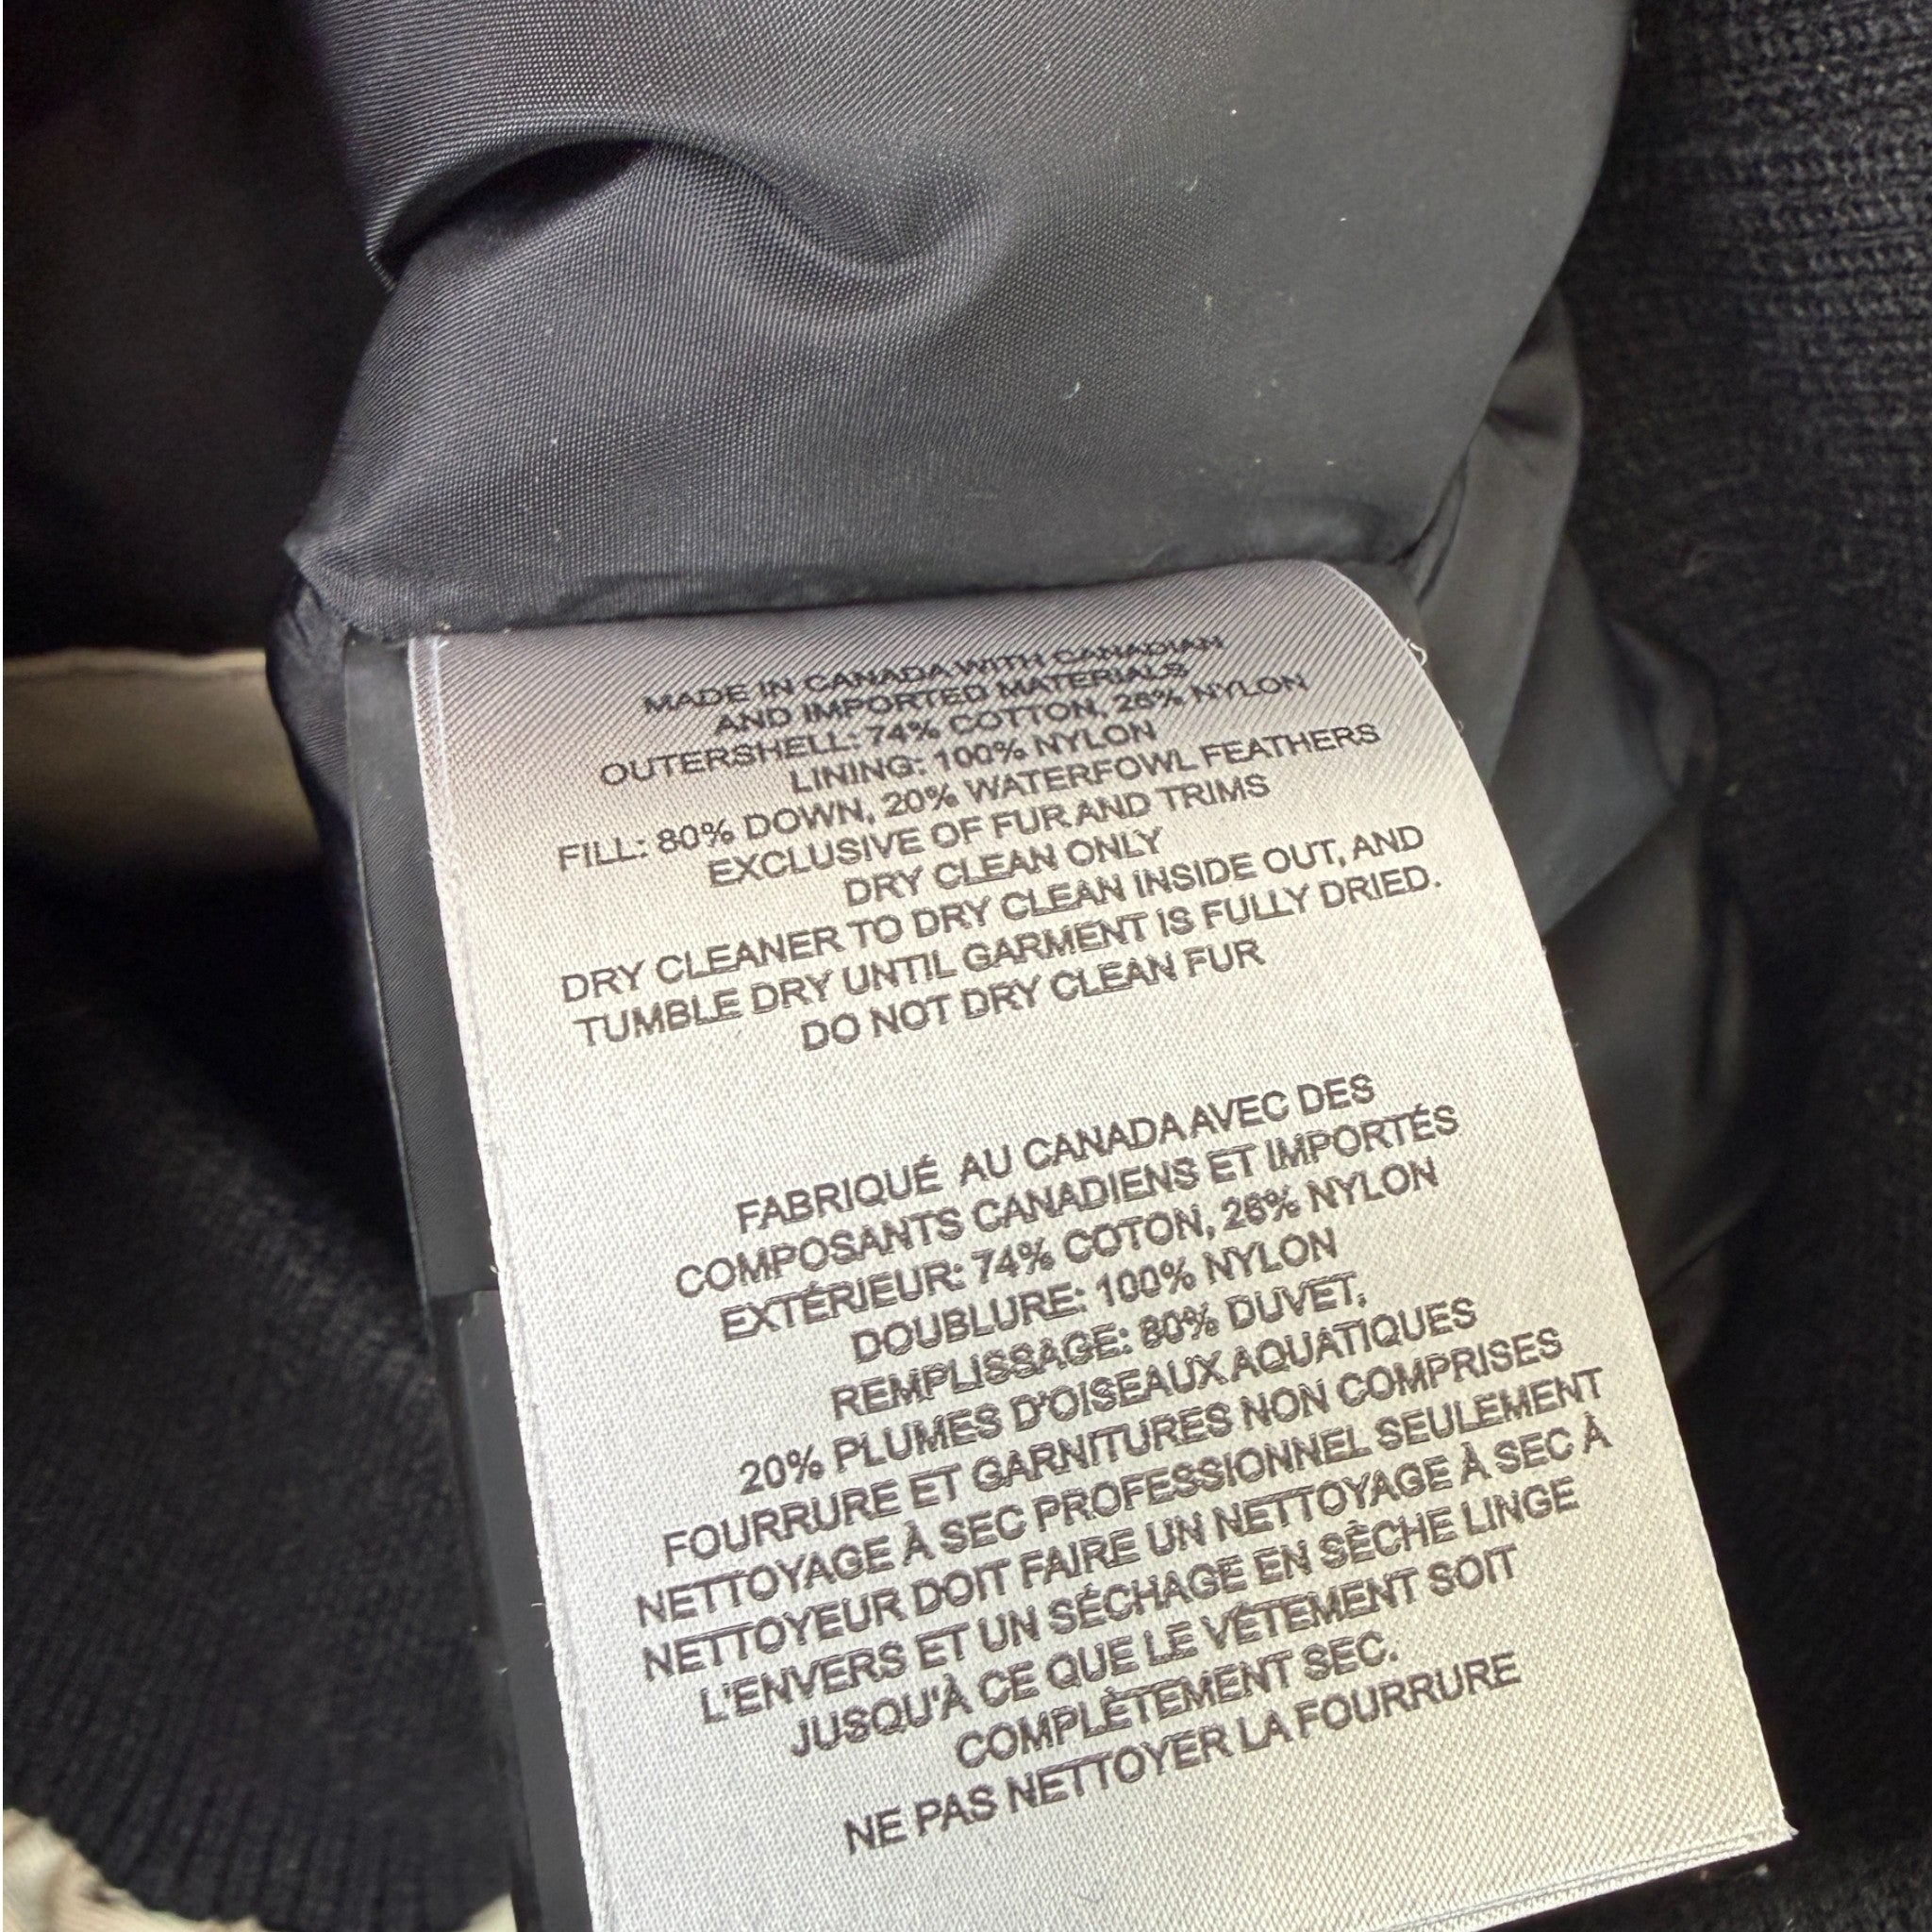 MADE IN CANADA WITH CANADIAN
AND IMPORTED MATERIALS
OUTERSHELL: 74% COTTON, 26% NYLON
LINING: 100% NYLON
FILL: 80% DOWN, 20% WATERFOWL FEATHERS
EXCLUSIVE OF FUR AND TRIMS
DRY CLEAN ONLY
DRY CLEANER TO DRY CLEAN INSIDE OUT, AND
TUMBLE DRY UNTIL GARMENT IS FULLY DRIED.
DO NOT DRY CLEAN FUR
FABRIQUÉ AU CANADA AVEC DES
COMPOSANTS CANADIENS ET IMPORTÉS
EXTÉRIEUR: 74% COTON, 26% NYLON
DOUBLURE: 100% NYLON
REMPLISSAGE: 80% DUVET,
20% PLUMES D'OISEAUX AQUATIQUES
FOURRURE ET GARNITURES NON COMPRISES
NETTOYAGE À SEC PROFESSIONNEL SEULEMENT
NETTOYEUR DOIT FAIRE UN NETTOYAGE À SEC À
L'ENVERS ET UN SÉCHAGE EN SÈCHE LINGE
JUSQU'À CE QUE LE VÊTEMENT SOIT
COMPLÈTEMENT SEC.
NE PAS NETTOYER LA FOURRURE